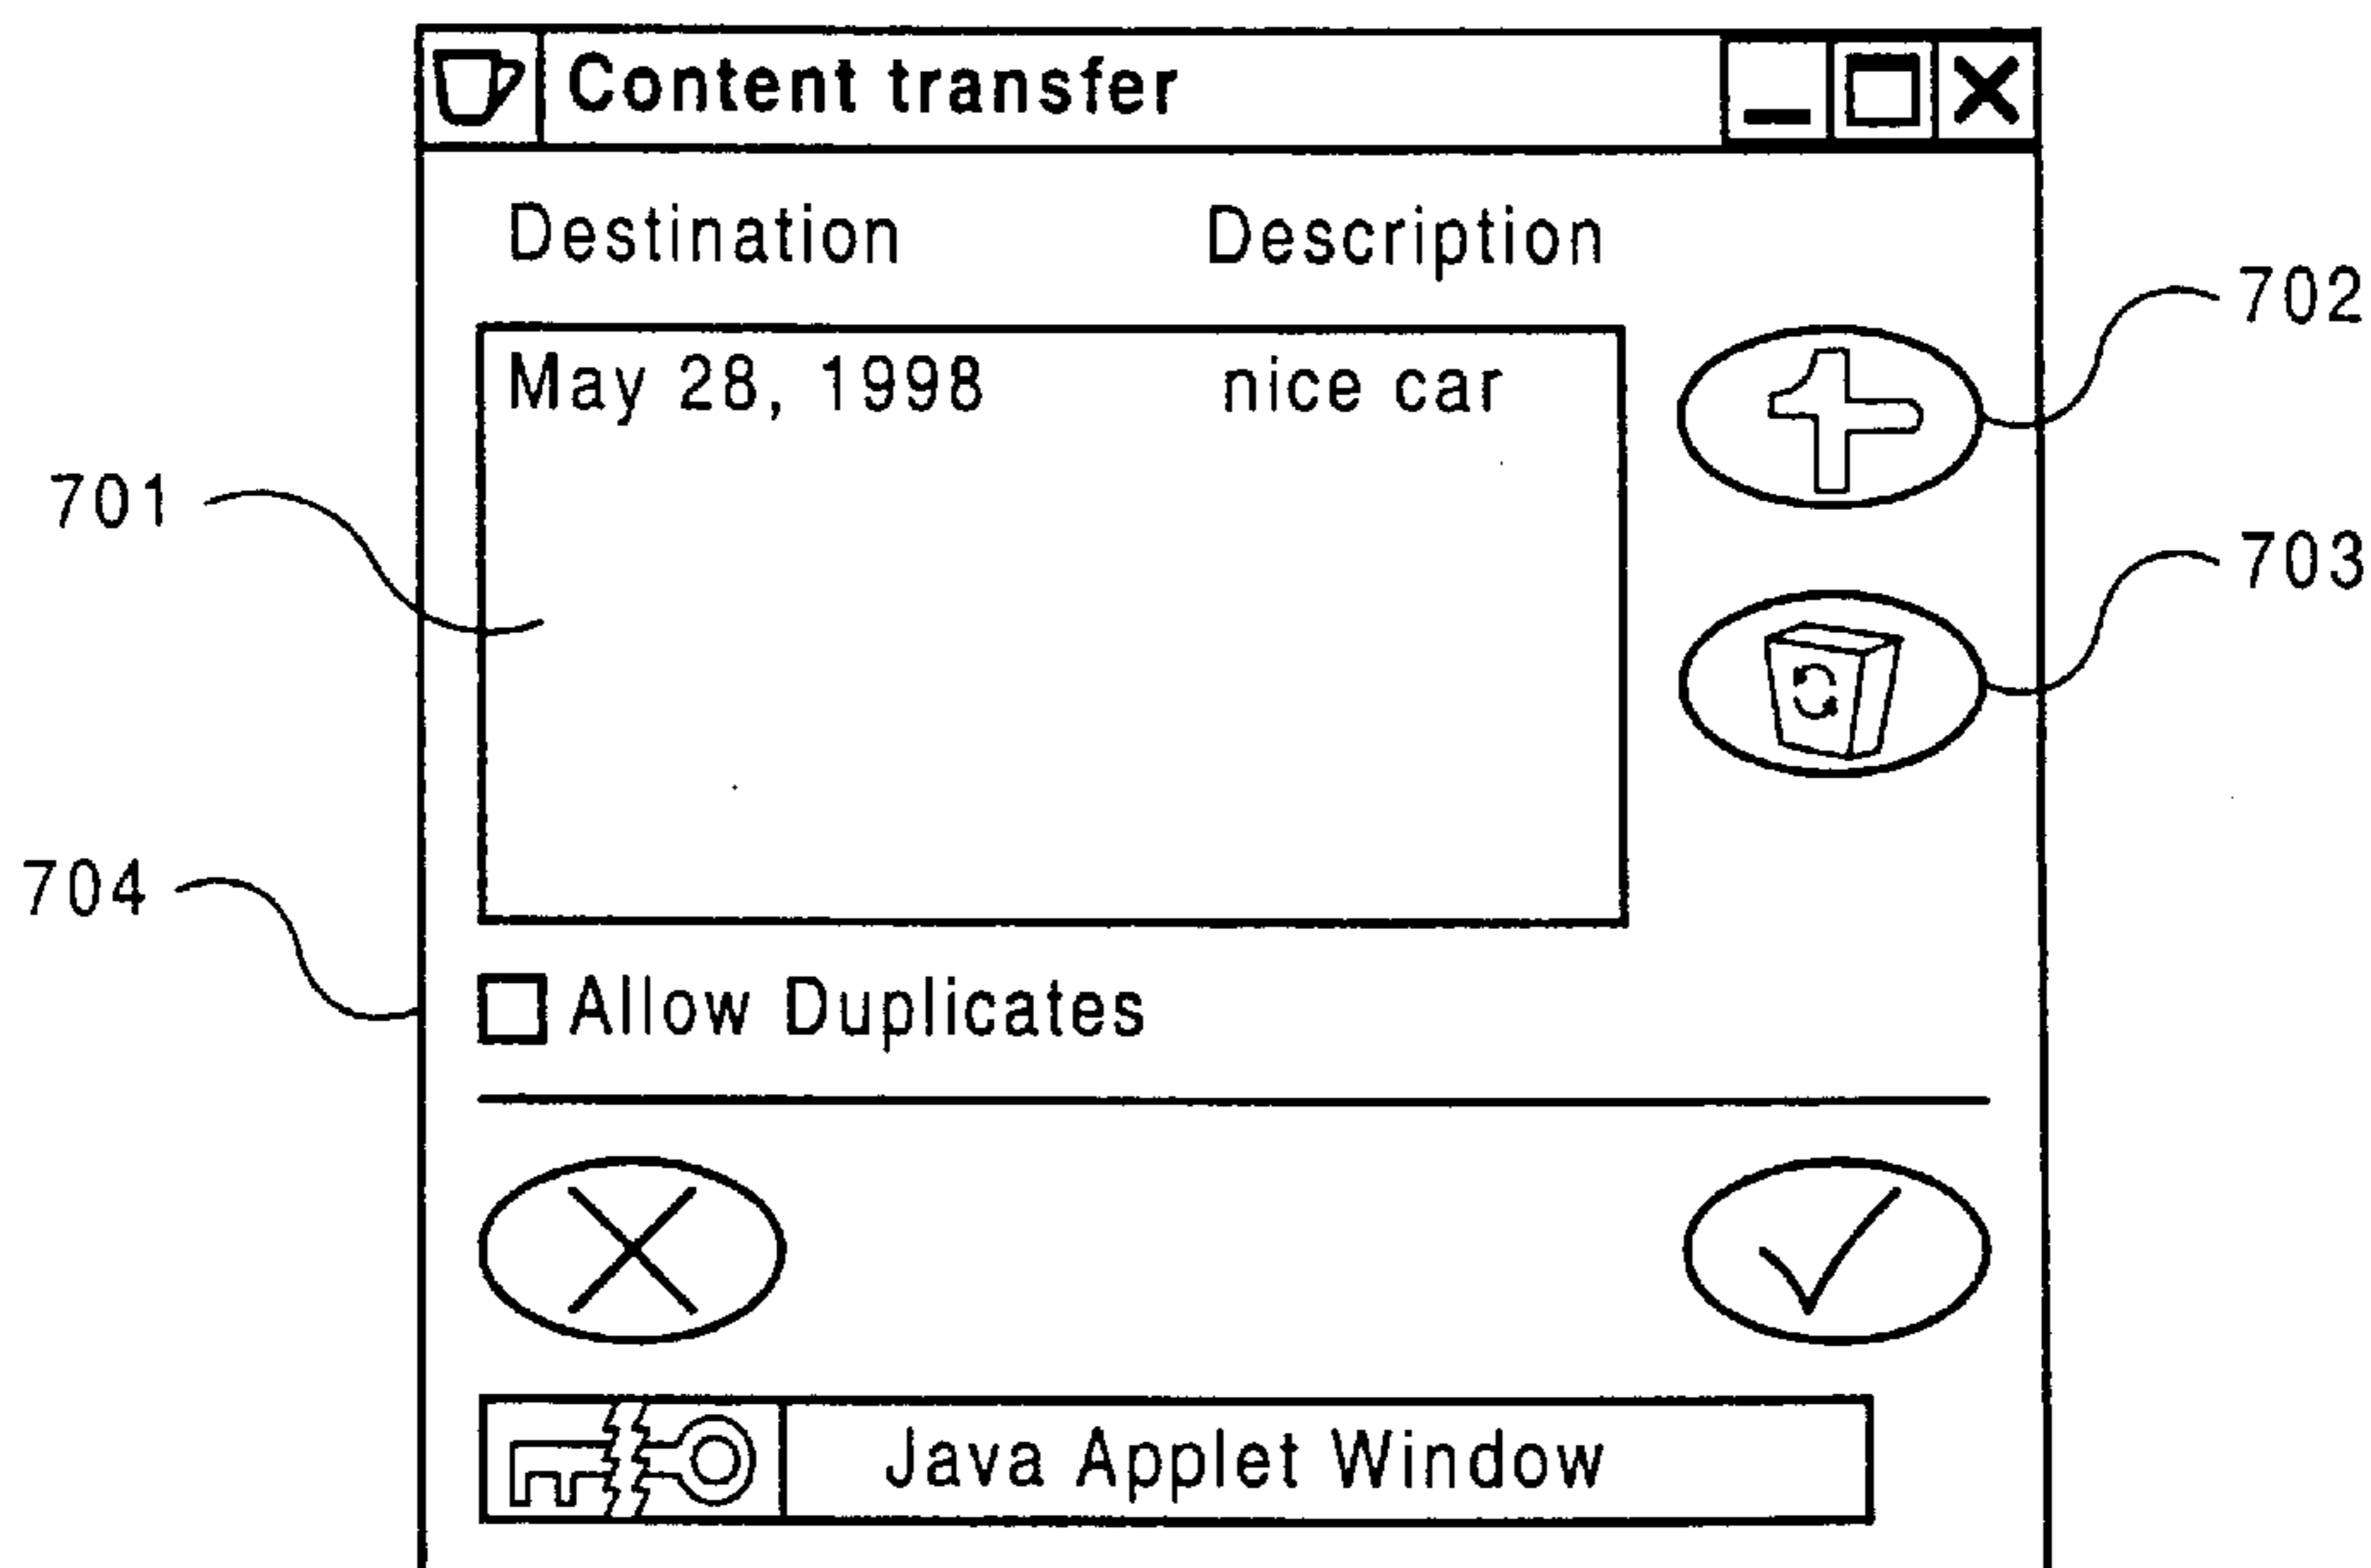 Content transfer
Destination Description
702
May 28, 1998 nice car
701
703
704
Allow Duplicates
Java Applet Window